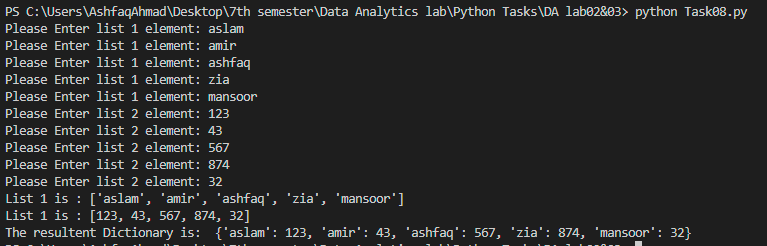 PS C:\Users\AshfaqAhmad\Desktop\7th semester\Data Analytics lab\Python Tasks\DA lab02&03> python Task08.py
Please Enter list 1 element: aslam
Please Enter list 1 element: amir
Please Enter list 1 element: ashfaq
Please Enter list 1 element: zia
Please Enter list 1 element: mansoor
Please Enter list 2 element: 123
Please Enter list 2 element: 43
Please Enter list 2 element: 567
Please Enter list 2 element: 874
Please Enter list 2 element: 32
List 1 is : ['aslam', 'amir', 'ashfaq', 'zia', 'mansoor']
List 1 is : [123, 43, 567, 874, 32]
The resultent Dictionary is:  {'aslam': 123, 'amir': 43, 'ashfaq': 567, 'zia': 874, 'mansoor': 32}